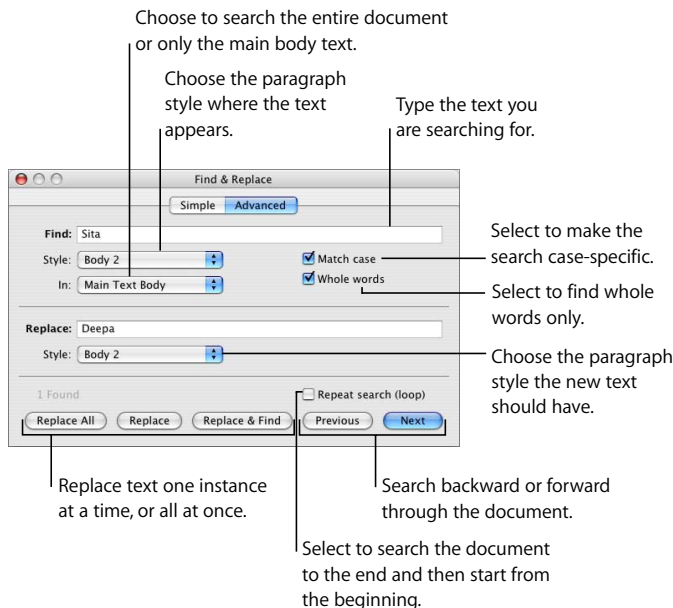 Choose to search the entire document
or only the main body text.
Choose the paragraph
style where the text
appears.
Type the text you
are searching for.
Find & Replace
Simple Advanced
Find: Sita
Style: Body 2
Match case
In: Main Text Body
Whole words
Select to make the
search case-specific.
Select to find whole
words only.
Replace: Deepa
Style: Body 2
Choose the paragraph
style the new text
should have.
1 Found
Repeat search (loop)
Replace All Replace Replace & Find Previous Next
Replace text one instance
at a time, or all at once.
Search backward or forward
through the document.
Select to search the document
to the end and then start from
the beginning.